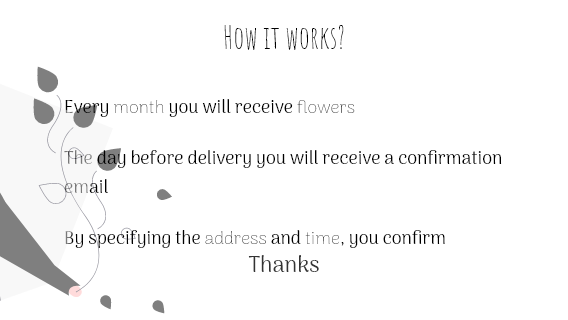 How it works?
Every month you will receive flowers
The day before delivery you will receive a confirmation
email
By specifying the address and time, you confirm
Thanks